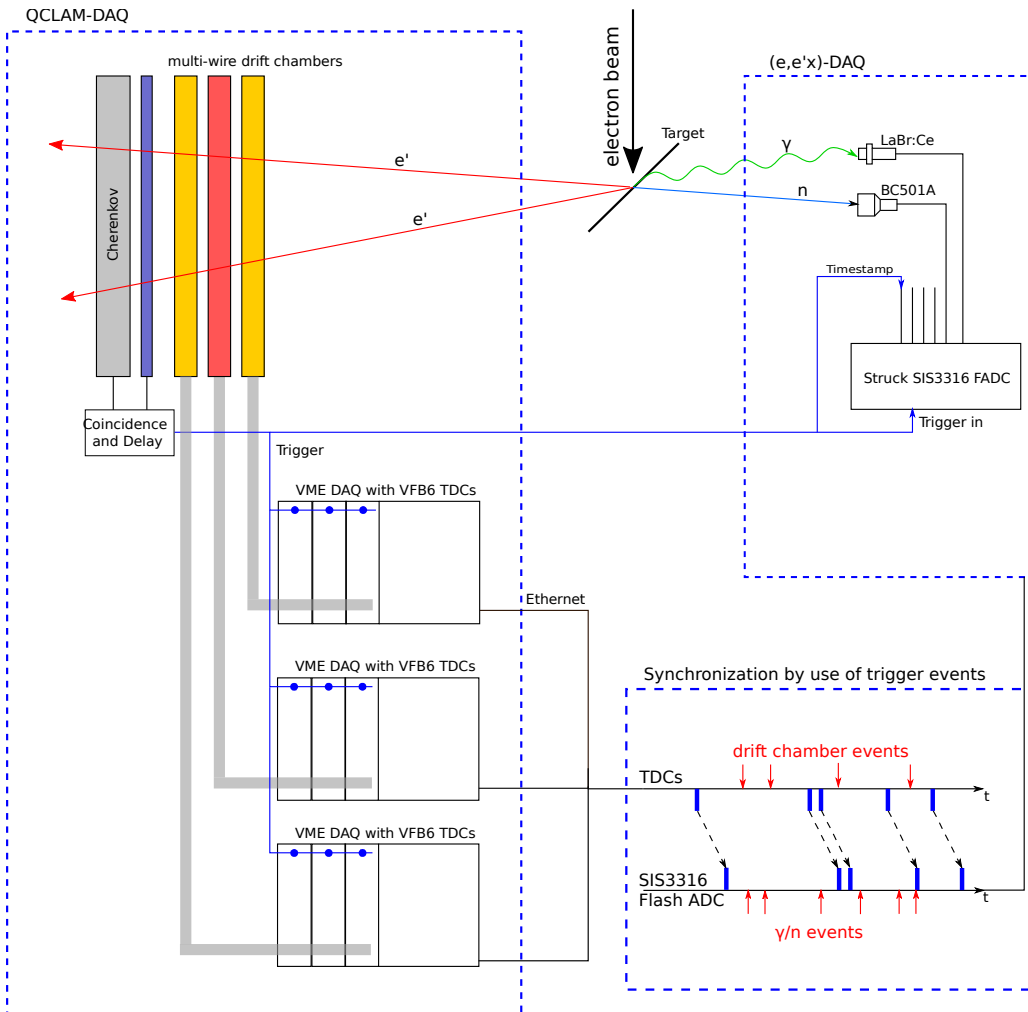 QCLAM-DAQ
multi-wire drift chambers
Cherenkov
e'
e'
electron beam
Target
(e,e'x)-DAQ
γ
LaBr:Ce
n
BC501A
Timestamp
Struck SIS3316 FADC
Trigger in
Coincidence
and Delay
Trigger
VME DAQ with VFB6 TDCs
Ethernet
VME DAQ with VFB6 TDCs
VME DAQ with VFB6 TDCs
Synchronization by use of trigger events
drift chamber events
TDCs
t
SIS3316
Flash ADC
t
γ/n events